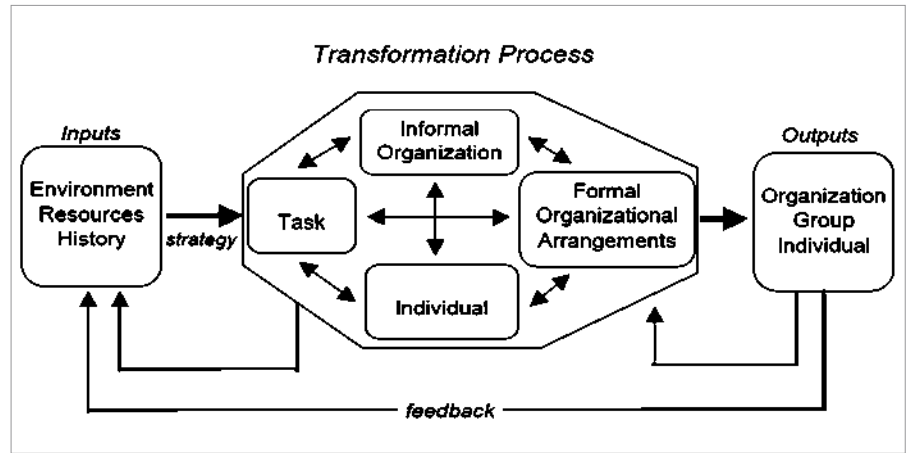 Transformation Process
Inputs
Environment
Resources
History
strategy
Informal
Organization
Task
Formal
Organizational
Arrangements
Individual
Outputs
Organization
Group
Individual
feedback